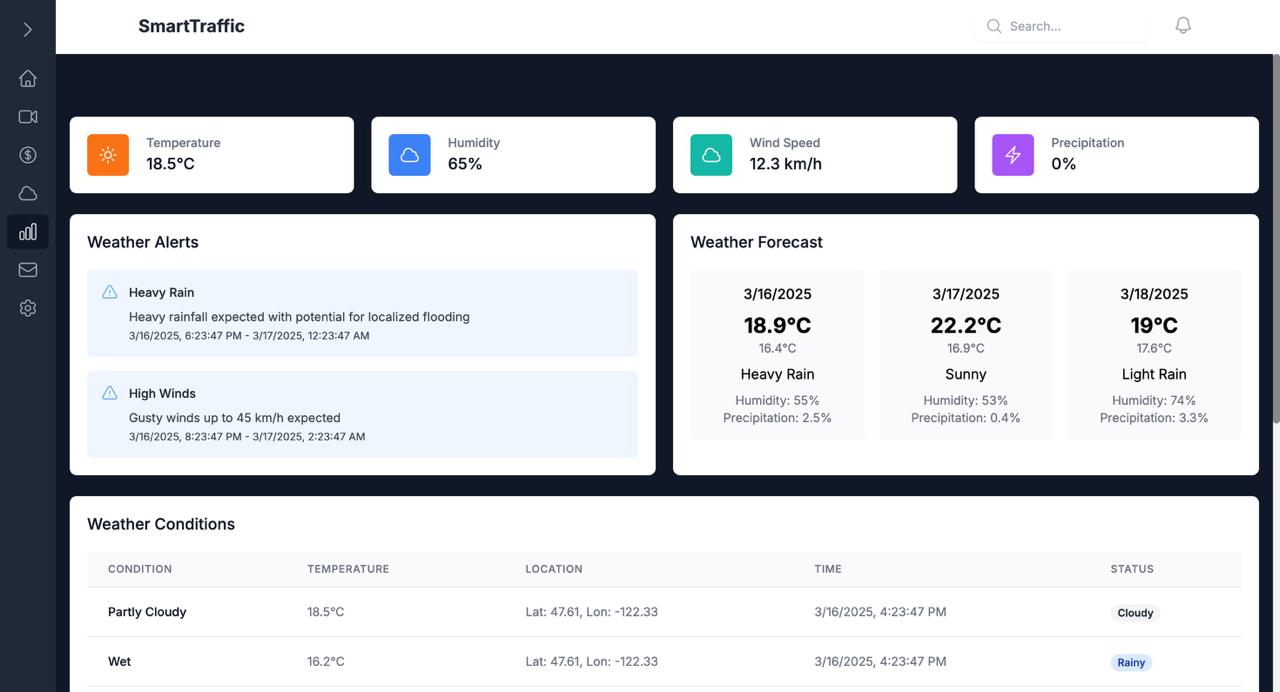 SmartTraffic
Search...
Temperature
18.5°C
Humidity
65%
Wind Speed
12.3 km/h
Precipitation
0%
Weather Alerts
Heavy Rain
Heavy rainfall expected with potential for localized flooding
3/16/2025, 6:23:47 PM - 3/17/2025, 12:23:47 AM
High Winds
Gusty winds up to 45 km/h expected
3/16/2025, 8:23:47 PM - 3/17/2025, 2:23:47 AM
Weather Forecast
3/16/2025
18.9°C
16.4°C
Heavy Rain
Humidity: 55%
Precipitation: 2.5%
3/17/2025
22.2°C
16.9°C
Sunny
Humidity: 53%
Precipitation: 0.4%
3/18/2025
19°C
17.6°C
Light Rain
Humidity: 74%
Precipitation: 3.3%
Weather Conditions
CONDITION TEMPERATURE LOCATION TIME STATUS
Partly Cloudy 18.5°C Lat: 47.61, Lon: -122.33 3/16/2025, 4:23:47 PM Cloudy
Wet 16.2°C Lat: 47.61, Lon: -122.33 3/16/2025, 4:23:47 PM Rainy